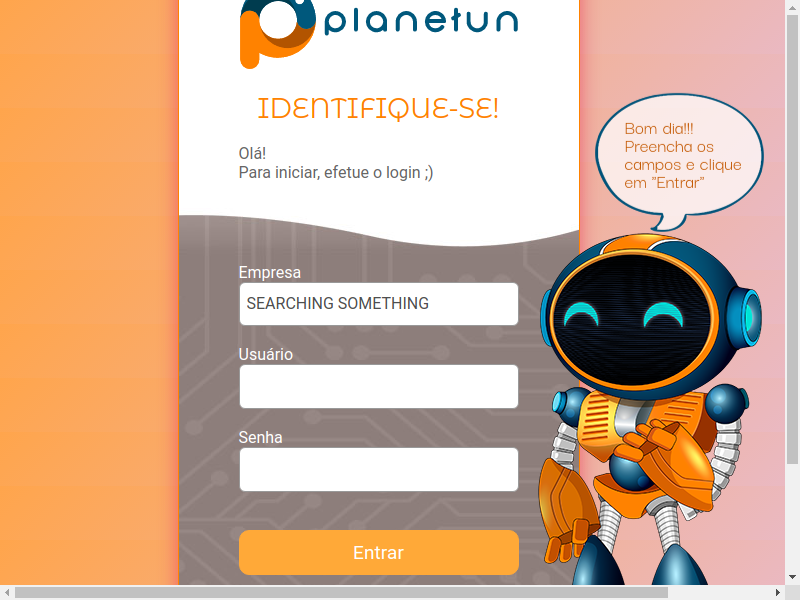 planetun
IDENTIFIQUE-SE!
Olá!
Para iniciar, efetue o login ;)
Bom dia!!!
Preencha os
campos e clique
em "Entrar"
Empresa
SEARCHING SOMETHING
Usuário
Senha
Entrar